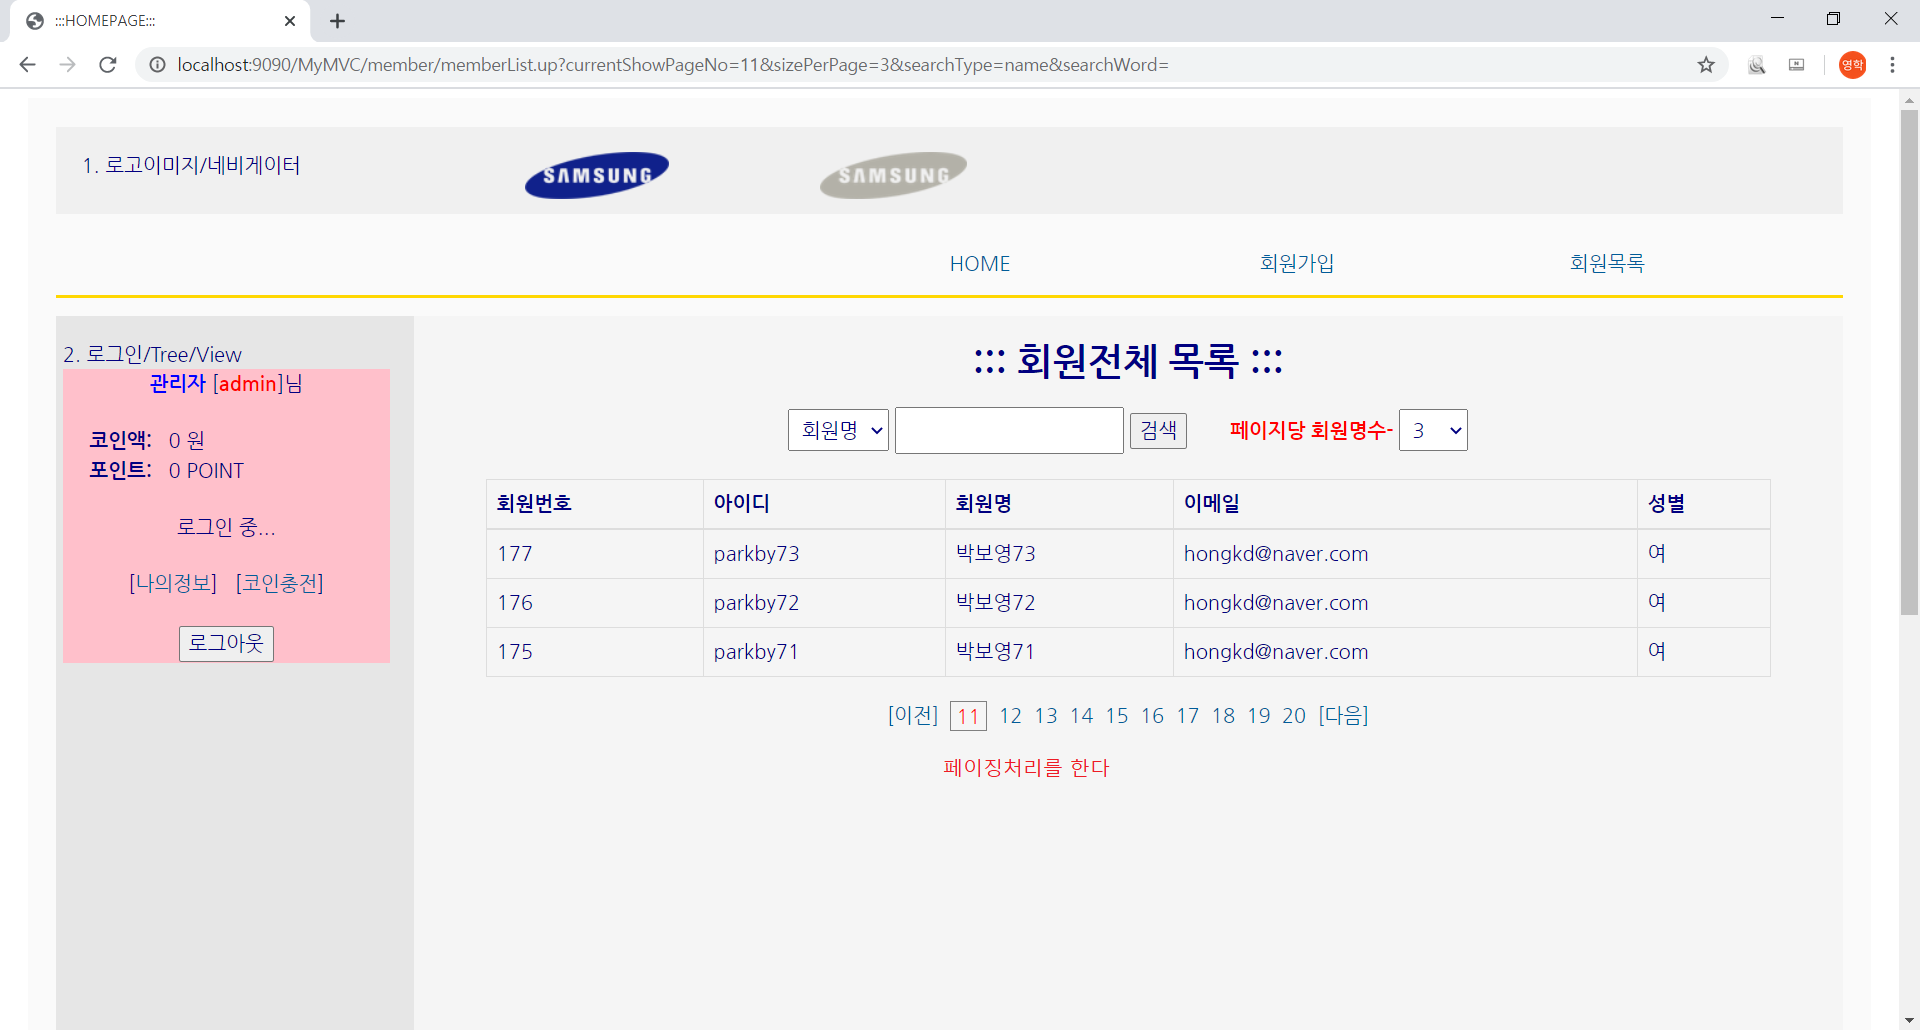 :::HOMEPAGE:::
localhost:9090/MyMVC/member/memberList.up?currentShowPageNo=11&sizePerPage=3&searchType=name&searchWord=
영학
1. 로고이미지/네비게이터
SAMSUNG SAMSUNG
HOME 회원가입 회원목록
2. 로그인/Tree/View
관리자 [admin]님
코인액: 0 원
포인트: 0 POINT
로그인 중...
[나의정보] [코인충전]
로그아웃
::: 회원전체 목록 :::
회원명 검색 페이지당 회원명수- 3
회원번호 아이디 회원명 이메일 성별
177 parkby73 박보영73 hongkd@naver.com 여
176 parkby72 박보영72 hongkd@naver.com 여
175 parkby71 박보영71 hongkd@naver.com 여
[이전] 11 12 13 14 15 16 17 18 19 20 [다음]
페이징처리를 한다